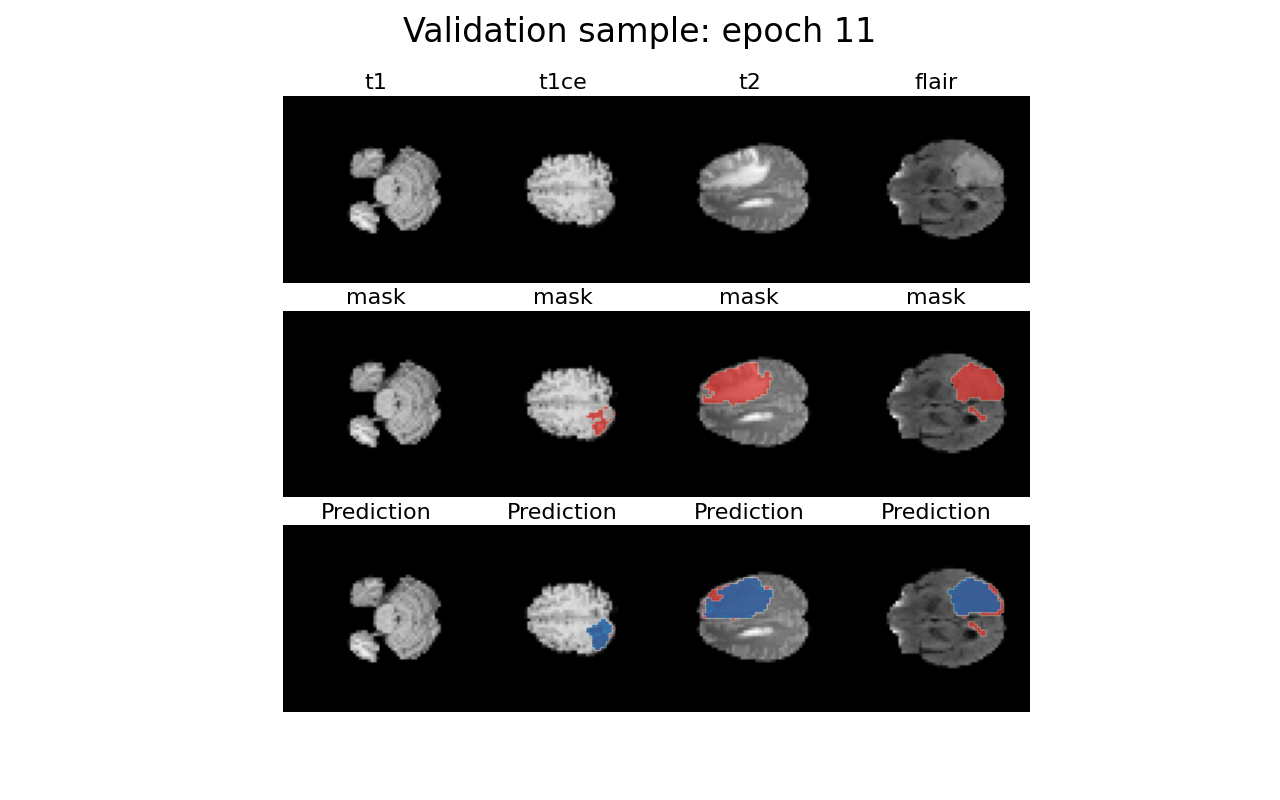 Validation sample: epoch 11
t1 t1ce t2 flair
mask mask mask mask
Prediction Prediction Prediction Prediction